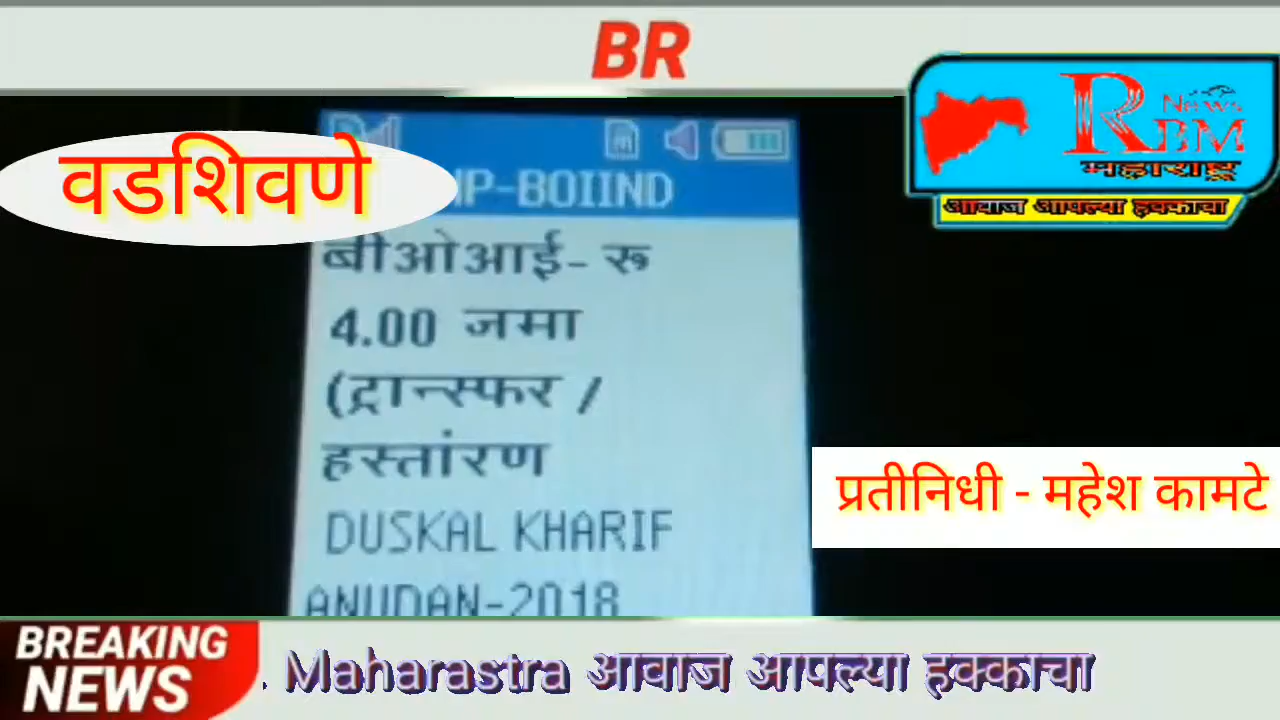 BR
RBM News
महाराष्ट्र
आवाज आपल्या हक्काचा
वडशिवणे
MP-BOIIND
बीओआई- रू
4.00 जमा
(ट्रान्स्फर /
हस्तांरण
DUSKAL KHARIF
ANUDAN-2018
प्रतीनिधी - महेश कामटे
BREAKING
NEWS
. Maharastra आवाज आपल्या हक्काचा